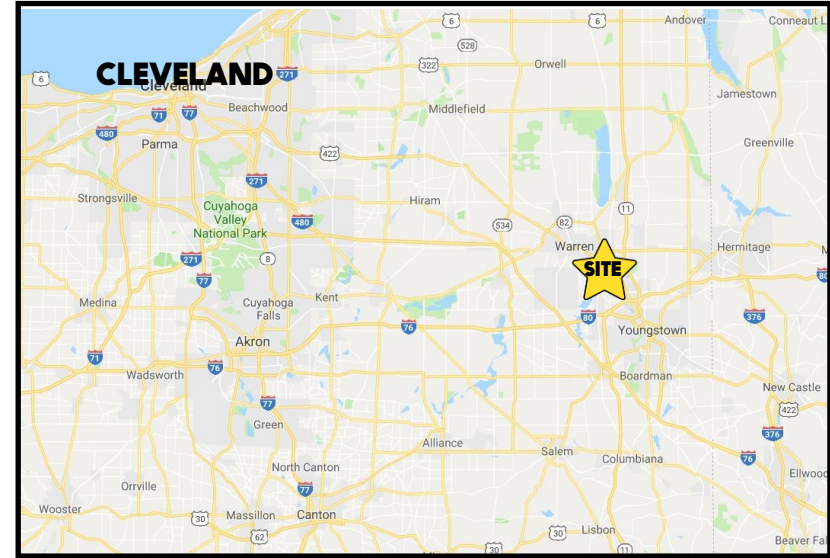 6
6
Andover
Conneaut L
528
CLEVELAND
271
322
Orwell
6
Cleveland
Jamestown
Beachwood
Middlefield
71
77
480
Parma
Greenville
422
271
Strongsville
Hiram
Cuyahoga
Valley
National Park
480
11
534
82
Warren
Hermitage
271
8
SITE
77
80
Medina
Cuyahoga
Falls
Kent
80
376
76
Youngstown
Akron
71
76
Wadsworth
Boardman
77
New Castle
422
Green
376
Alliance
Salem
Columbiana
76
North Canton
Ellwood
Orrville
77
Wooster
30
Massillon
Canton
62
30
Lisbon
30
11
Beaver Fal